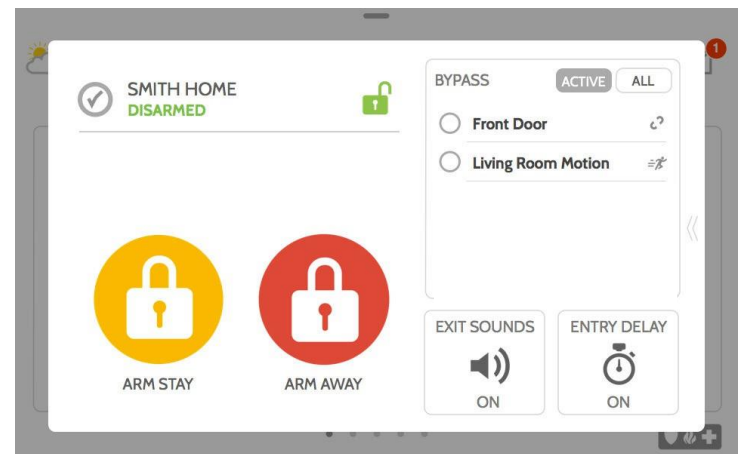 1
SMITH HOME
DISARMED
ARM STAY
ARM AWAY
BYPASS
ACTIVE
ALL
Front Door
Living Room Motion
EXIT SOUNDS
ON
ENTRY DELAY
ON